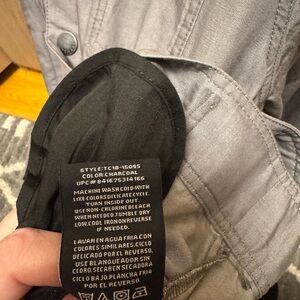 STYLE:TC18-15095
COLOR:CHARCOAL
UPC#841675314166
MACHINE WASH COLD WITH
LIKE COLORS DELICATE CYCLE.
TURN INSIDE OUT.
USE NON-CHLORINE BLEACH
WHEN NEEDED.TUMBLE DRY
LOW.COOL IRON ON REVERSE
IF NEEDED.
LAVAR EN AGUA FRIA CON
COLORES SIMILARES.CICLO
DELICADO POR EL REVERSO.
USE BLANQUEADOR SIN
CLORO.SECAR EN SECADORA
CICLO BAJO.PLANCHA FRIA
POR EL REVERSO.